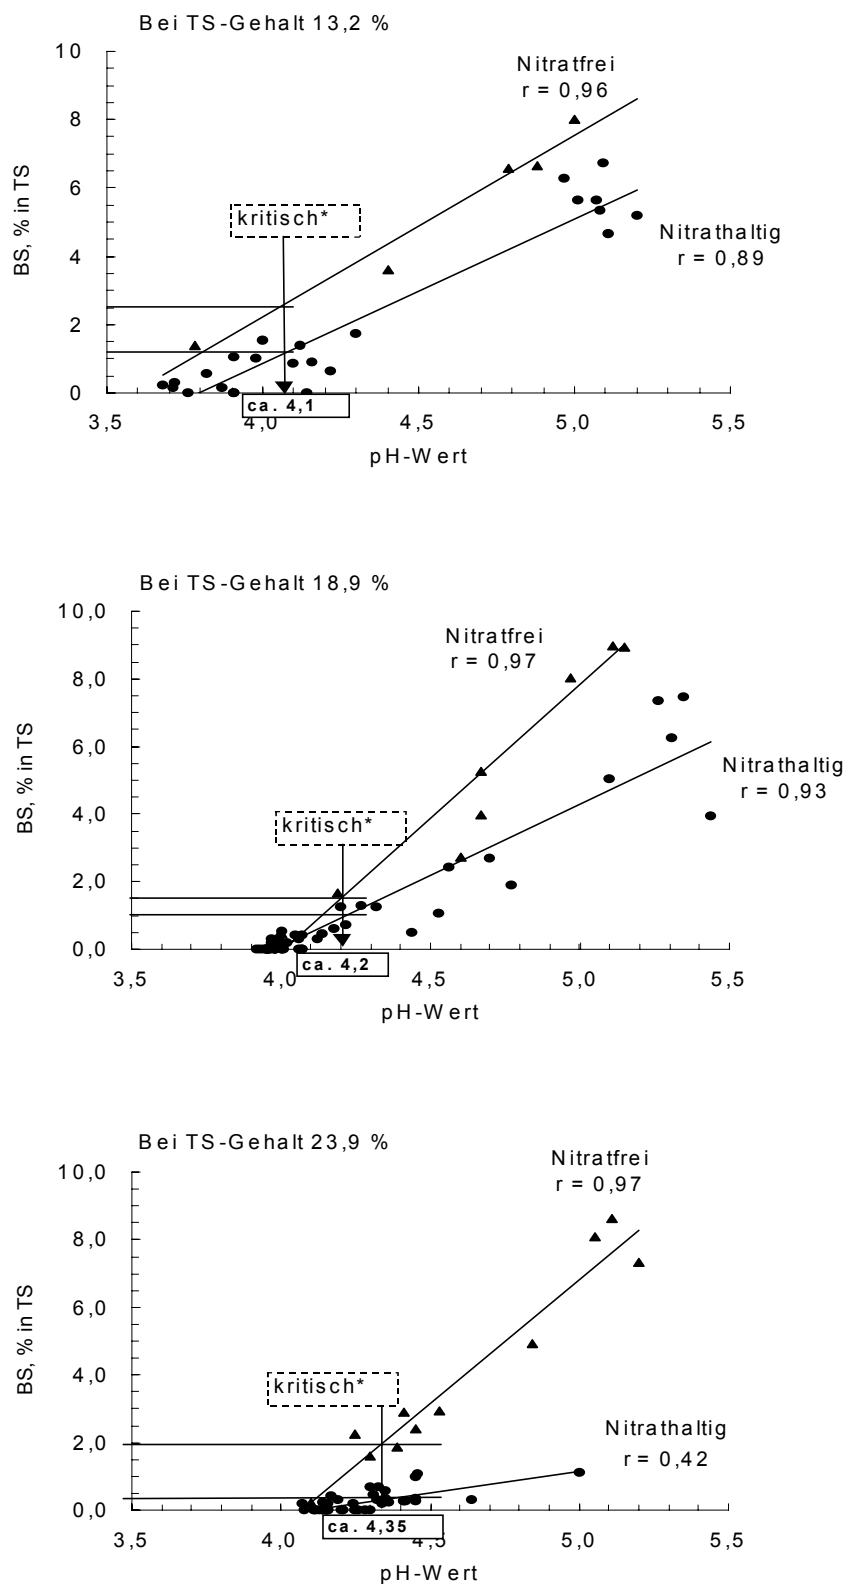 Bei TS-Gehalt 13,2 %
10
8
6
4
2
0
BS, % in TS
Nitratfrei
r = 0,96
kritisch*
Nitrathaltig
r = 0,89
ca. 4,1
3,5 4,0 4,5 5,0 5,5
pH-Wert
Bei TS-Gehalt 18,9 %
10,0
8,0
6,0
4,0
2,0
0,0
BS, % in TS
Nitratfrei
r = 0,97
Nitrathaltig
r = 0,93
kritisch*
ca. 4,2
3,5 4,0 4,5 5,0 5,5
pH-Wert
Bei TS-Gehalt 23,9 %
10,0
8,0
6,0
4,0
2,0
0,0
BS, % in TS
Nitratfrei
r = 0,97
kritisch*
Nitrathaltig
r = 0,42
ca. 4,35
3,5 4,0 4,5 5,0 5,5
pH-Wert